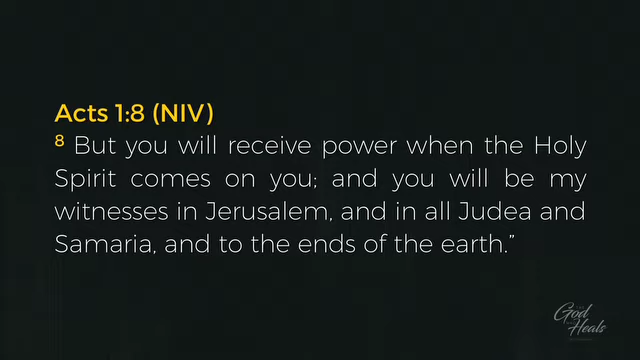 Acts 1:8 (NIV)
8 But you will receive power when the Holy
Spirit comes on you; and you will be my
witnesses in Jerusalem, and in all Judea and
Samaria, and to the ends of the earth.”
God
Heals